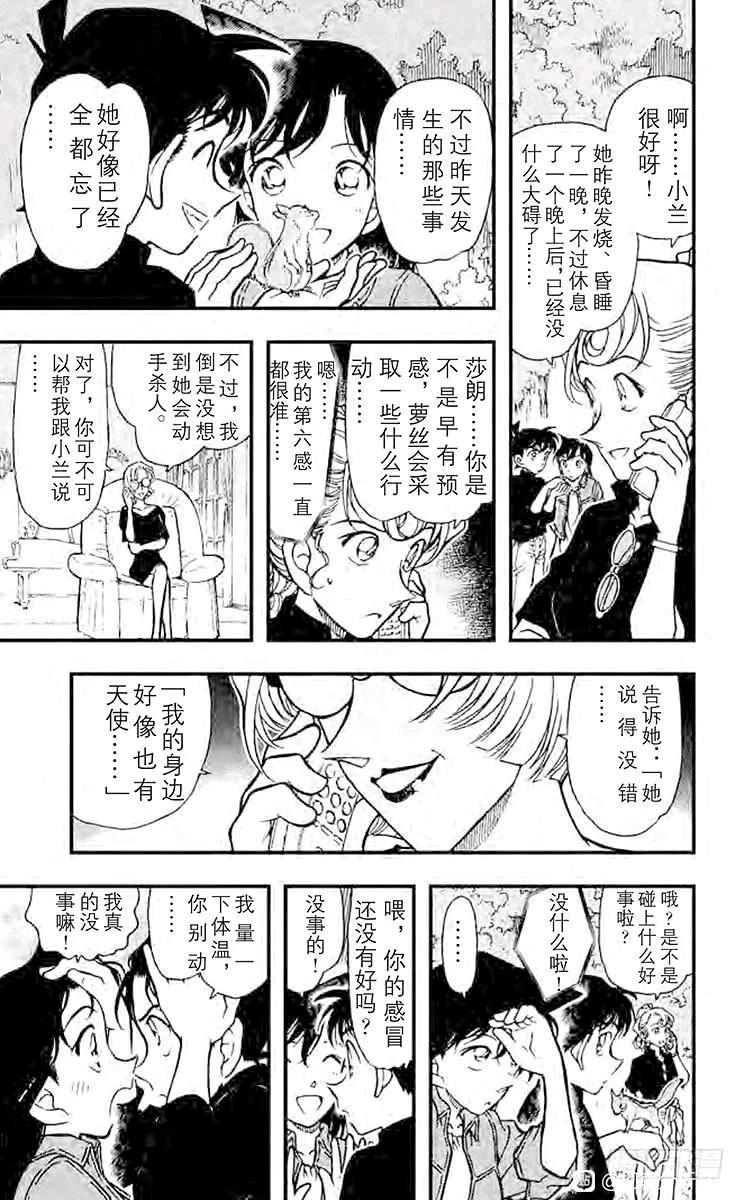 啊……小兰
很好呀！
她昨晚发烧、昏睡
了一晚，不过休息
了一个晚上后，已经没
什么大碍了……
不过昨天发
生的那些事
情……
她好像已经
全都忘了
……
莎朗……你是
不是早有预
感，萝丝会采
取一些什么行
动……
嗯……
我的第六感一直
都很准……
不过，我
倒是没想
到她会动
手杀人。
对了，你可不可
以帮我跟小兰说
……
告诉她：「她
说得没错
……
「我的身边
好像也有
天使……」
哦？是不是
碰上什么好
事啦？
没什么啦！
……
喂，你的感冒
还没有好吗？
没事的！
我量一
下体温，
你别动
……
我真
的没
事嘛！